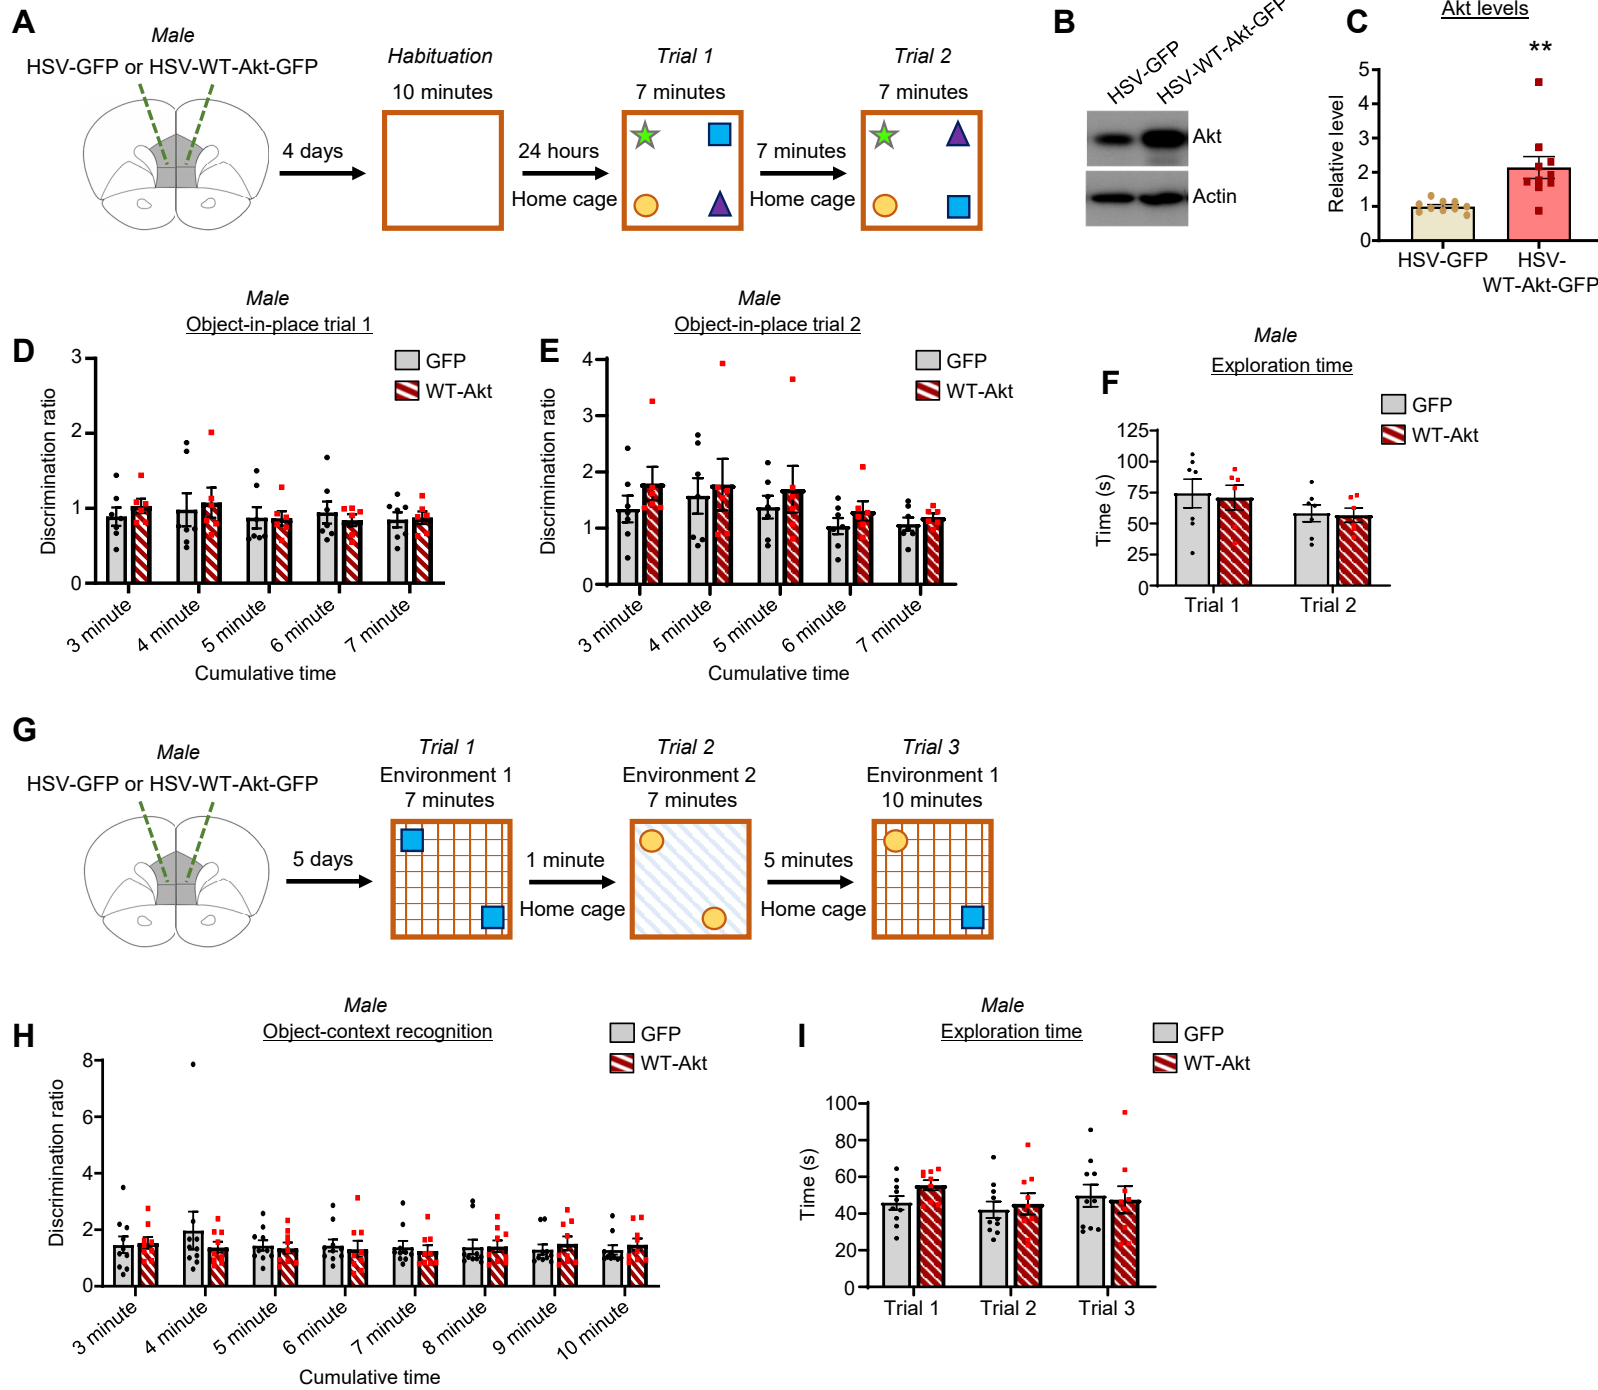 A
Male
HSV-GFP or HSV-WT-Akt-GFP
4 days
Habituation
10 minutes
24 hours
Home cage
Trial 1
7 minutes
7 minutes
Home cage
Trial 2
7 minutes
B
HSV-GFP
HSV-WT-Akt-GFP
Akt
Actin
C
Akt levels
**
Relative level
5
4
3
2
1
0
HSV-GFP
HSV-
WT-Akt-GFP
D
Male
Object-in-place trial 1
GFP
WT-Akt
Discrimination ratio
3
2
1
0
3 minute
4 minute
5 minute
6 minute
7 minute
Cumulative time
E
Male
Object-in-place trial 2
GFP
WT-Akt
Discrimination ratio
4
3
2
1
0
3 minute
4 minute
5 minute
6 minute
7 minute
Cumulative time
F
Male
Exploration time
GFP
WT-Akt
Time (s)
125
100
75
50
25
0
Trial 1
Trial 2
G
Male
HSV-GFP or HSV-WT-Akt-GFP
5 days
Trial 1
Environment 1
7 minutes
1 minute
Home cage
Trial 2
Environment 2
7 minutes
5 minutes
Home cage
Trial 3
Environment 1
10 minutes
H
Male
Object-context recognition
GFP
WT-Akt
Discrimination ratio
8
6
4
2
0
3 minute
4 minute
5 minute
6 minute
7 minute
8 minute
9 minute
10 minute
Cumulative time
I
Male
Exploration time
GFP
WT-Akt
Time (s)
100
80
60
40
20
0
Trial 1
Trial 2
Trial 3